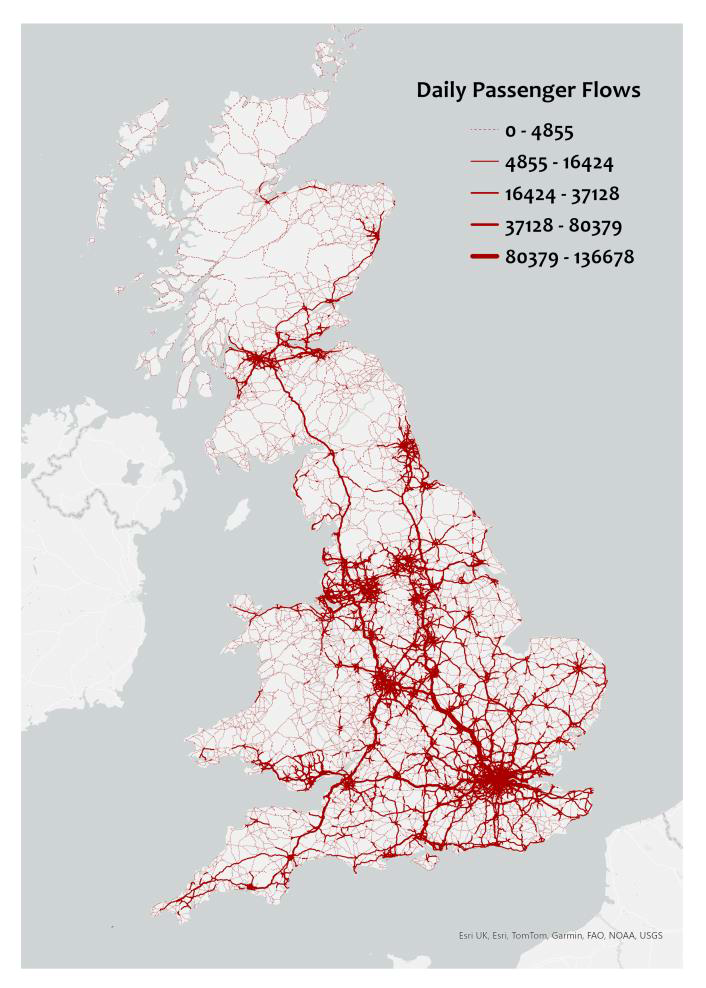 Daily Passenger Flows
0 - 4855
4855 - 16424
16424 - 37128
37128 - 80379
80379 - 136678
Esri UK, Esri, TomTom, Garmin, FAO, NOAA, USGS